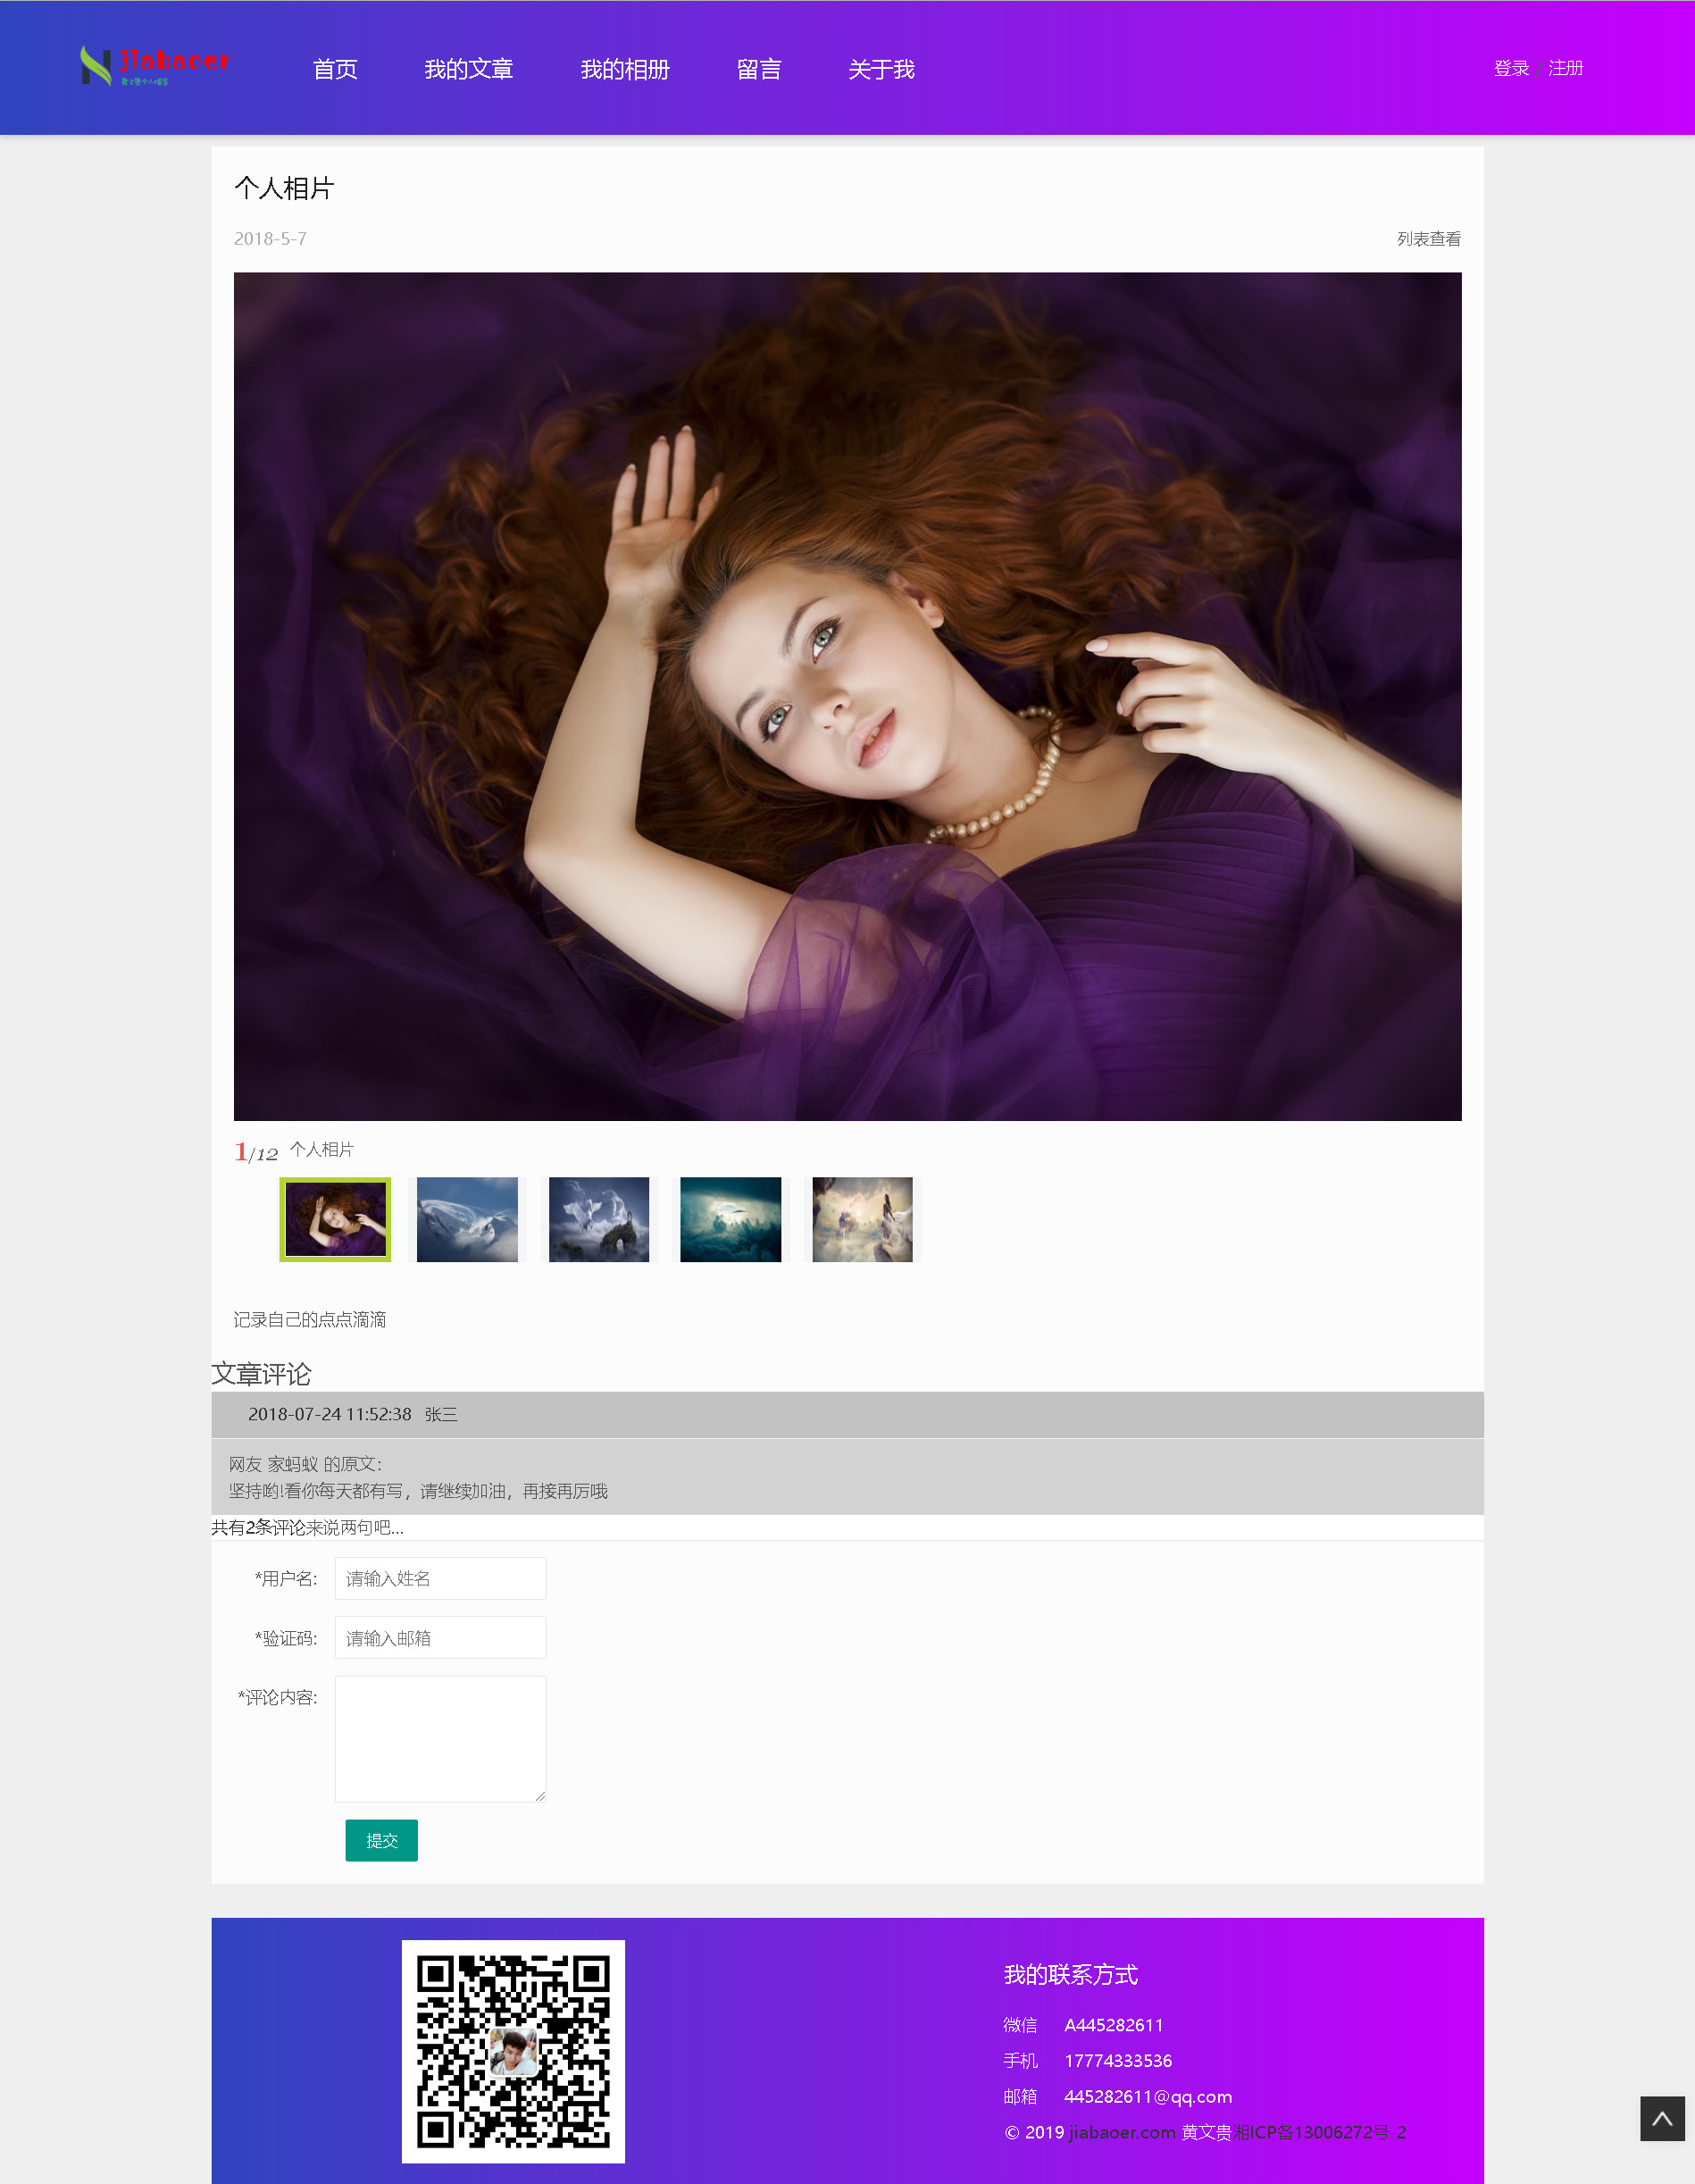 Jiabaoer
首页 我的文章 我的相册 留言 关于我 登录 / 注册
个人相片
2018-5-7 列表查看
1/12 个人相片
记录自己的点点滴滴
文章评论
2018-07-24 11:52:38 张三
网友 家蚂蚁 的原文：
坚持哟!看你每天都有写，请继续加油，再接再厉哦
共有2条评论来说两句吧...
*用户名: 请输入姓名
*验证码: 请输入邮箱
*评论内容:
提交
我的联系方式
微信 A445282611
手机 17774333536
邮箱 445282611@qq.com
© 2019 jiabaoer.com 黄文贵湘ICP备13006272号-2